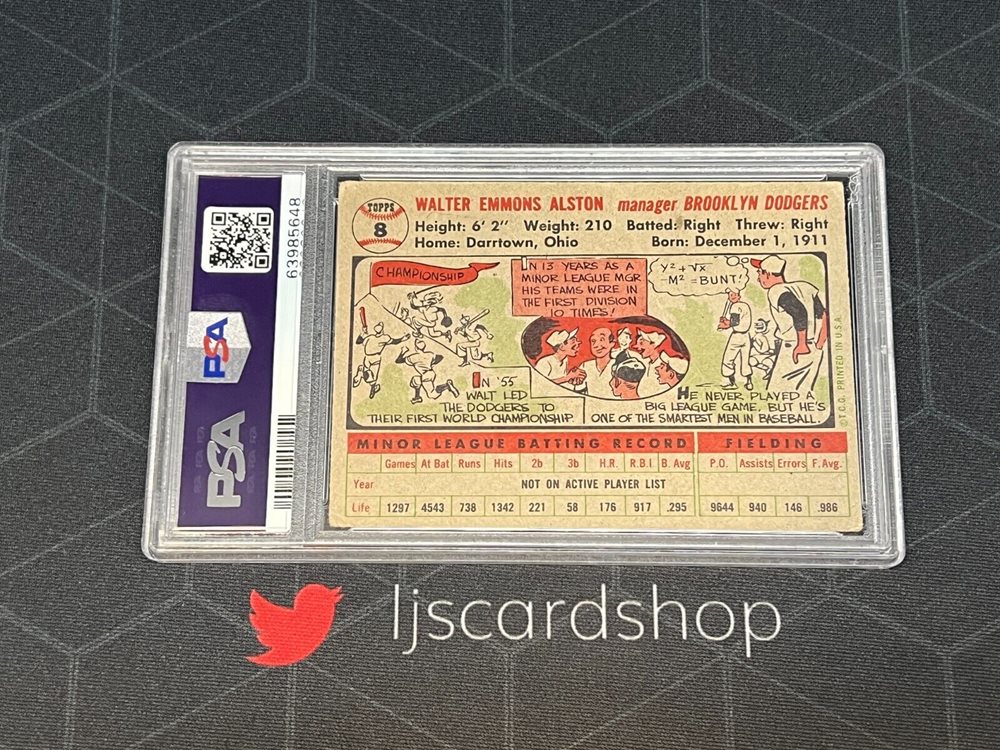 63985648
PSA
PSA
TOPPS
8
WALTER EMMONS ALSTON manager BROOKLYN DODGERS
Height: 6' 2" Weight: 210 Batted: Right Threw: Right
Home: Darrtown, Ohio Born: December 1, 1911
CHAMPIONSHIP
IN 13 YEARS AS A
MINOR LEAGUE MGR
HIS TEAMS WERE IN
THE FIRST DIVISION
10 TIMES!
Y² + √X
-M² = BUNT!
IN '55
WALT LED
THE DODGERS TO
THEIR FIRST WORLD CHAMPIONSHIP.
HE NEVER PLAYED A
BIG LEAGUE GAME, BUT HE'S
ONE OF THE SMARTEST MEN IN BASEBALL.
© T.C.G. PRINTED IN U.S.A.
MINOR LEAGUE BATTING RECORD FIELDING
Games At Bat Runs Hits 2b 3b H.R. R.B.I B. Avg P.O. Assists Errors F. Avg.
Year NOT ON ACTIVE PLAYER LIST
Life 1297 4543 738 1342 221 58 176 917 .295 9644 940 146 .986
ljscardshop